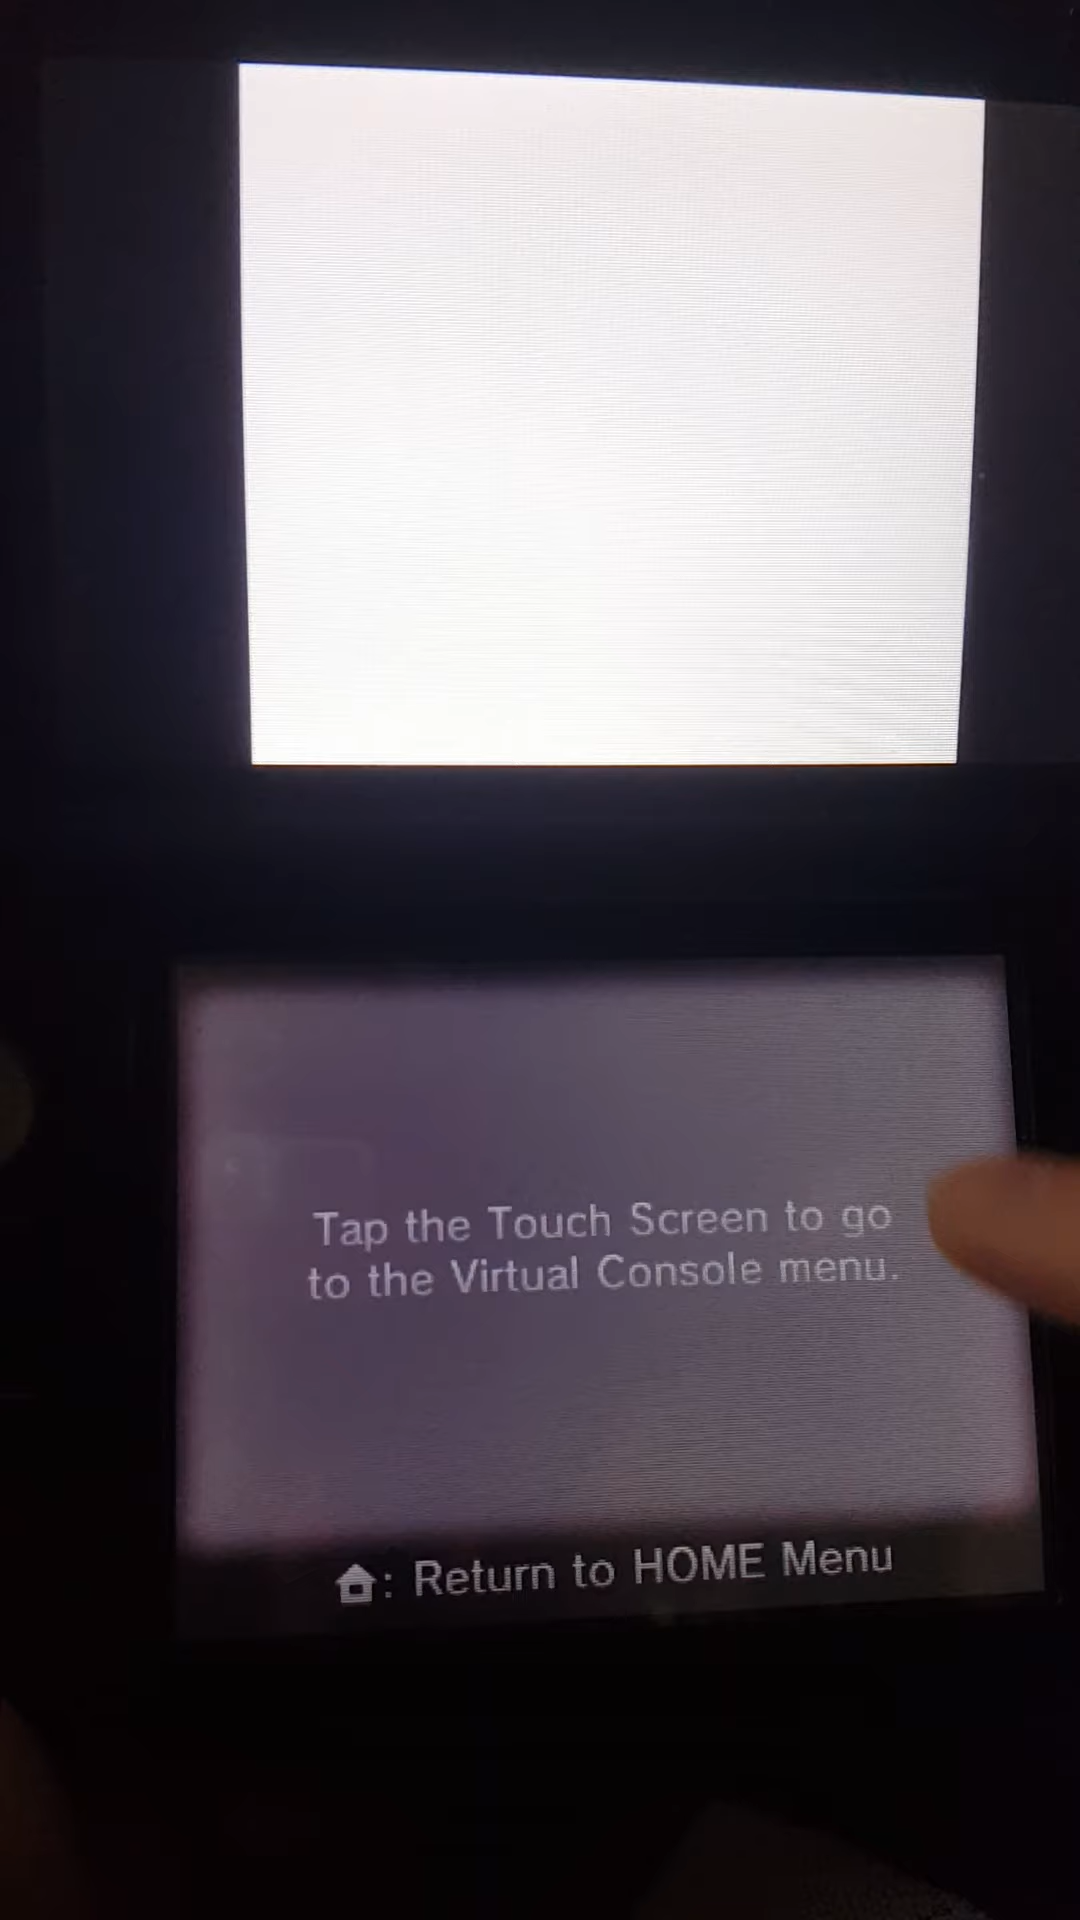 Tap the Touch Screen to go
to the Virtual Console menu.
: Return to HOME Menu